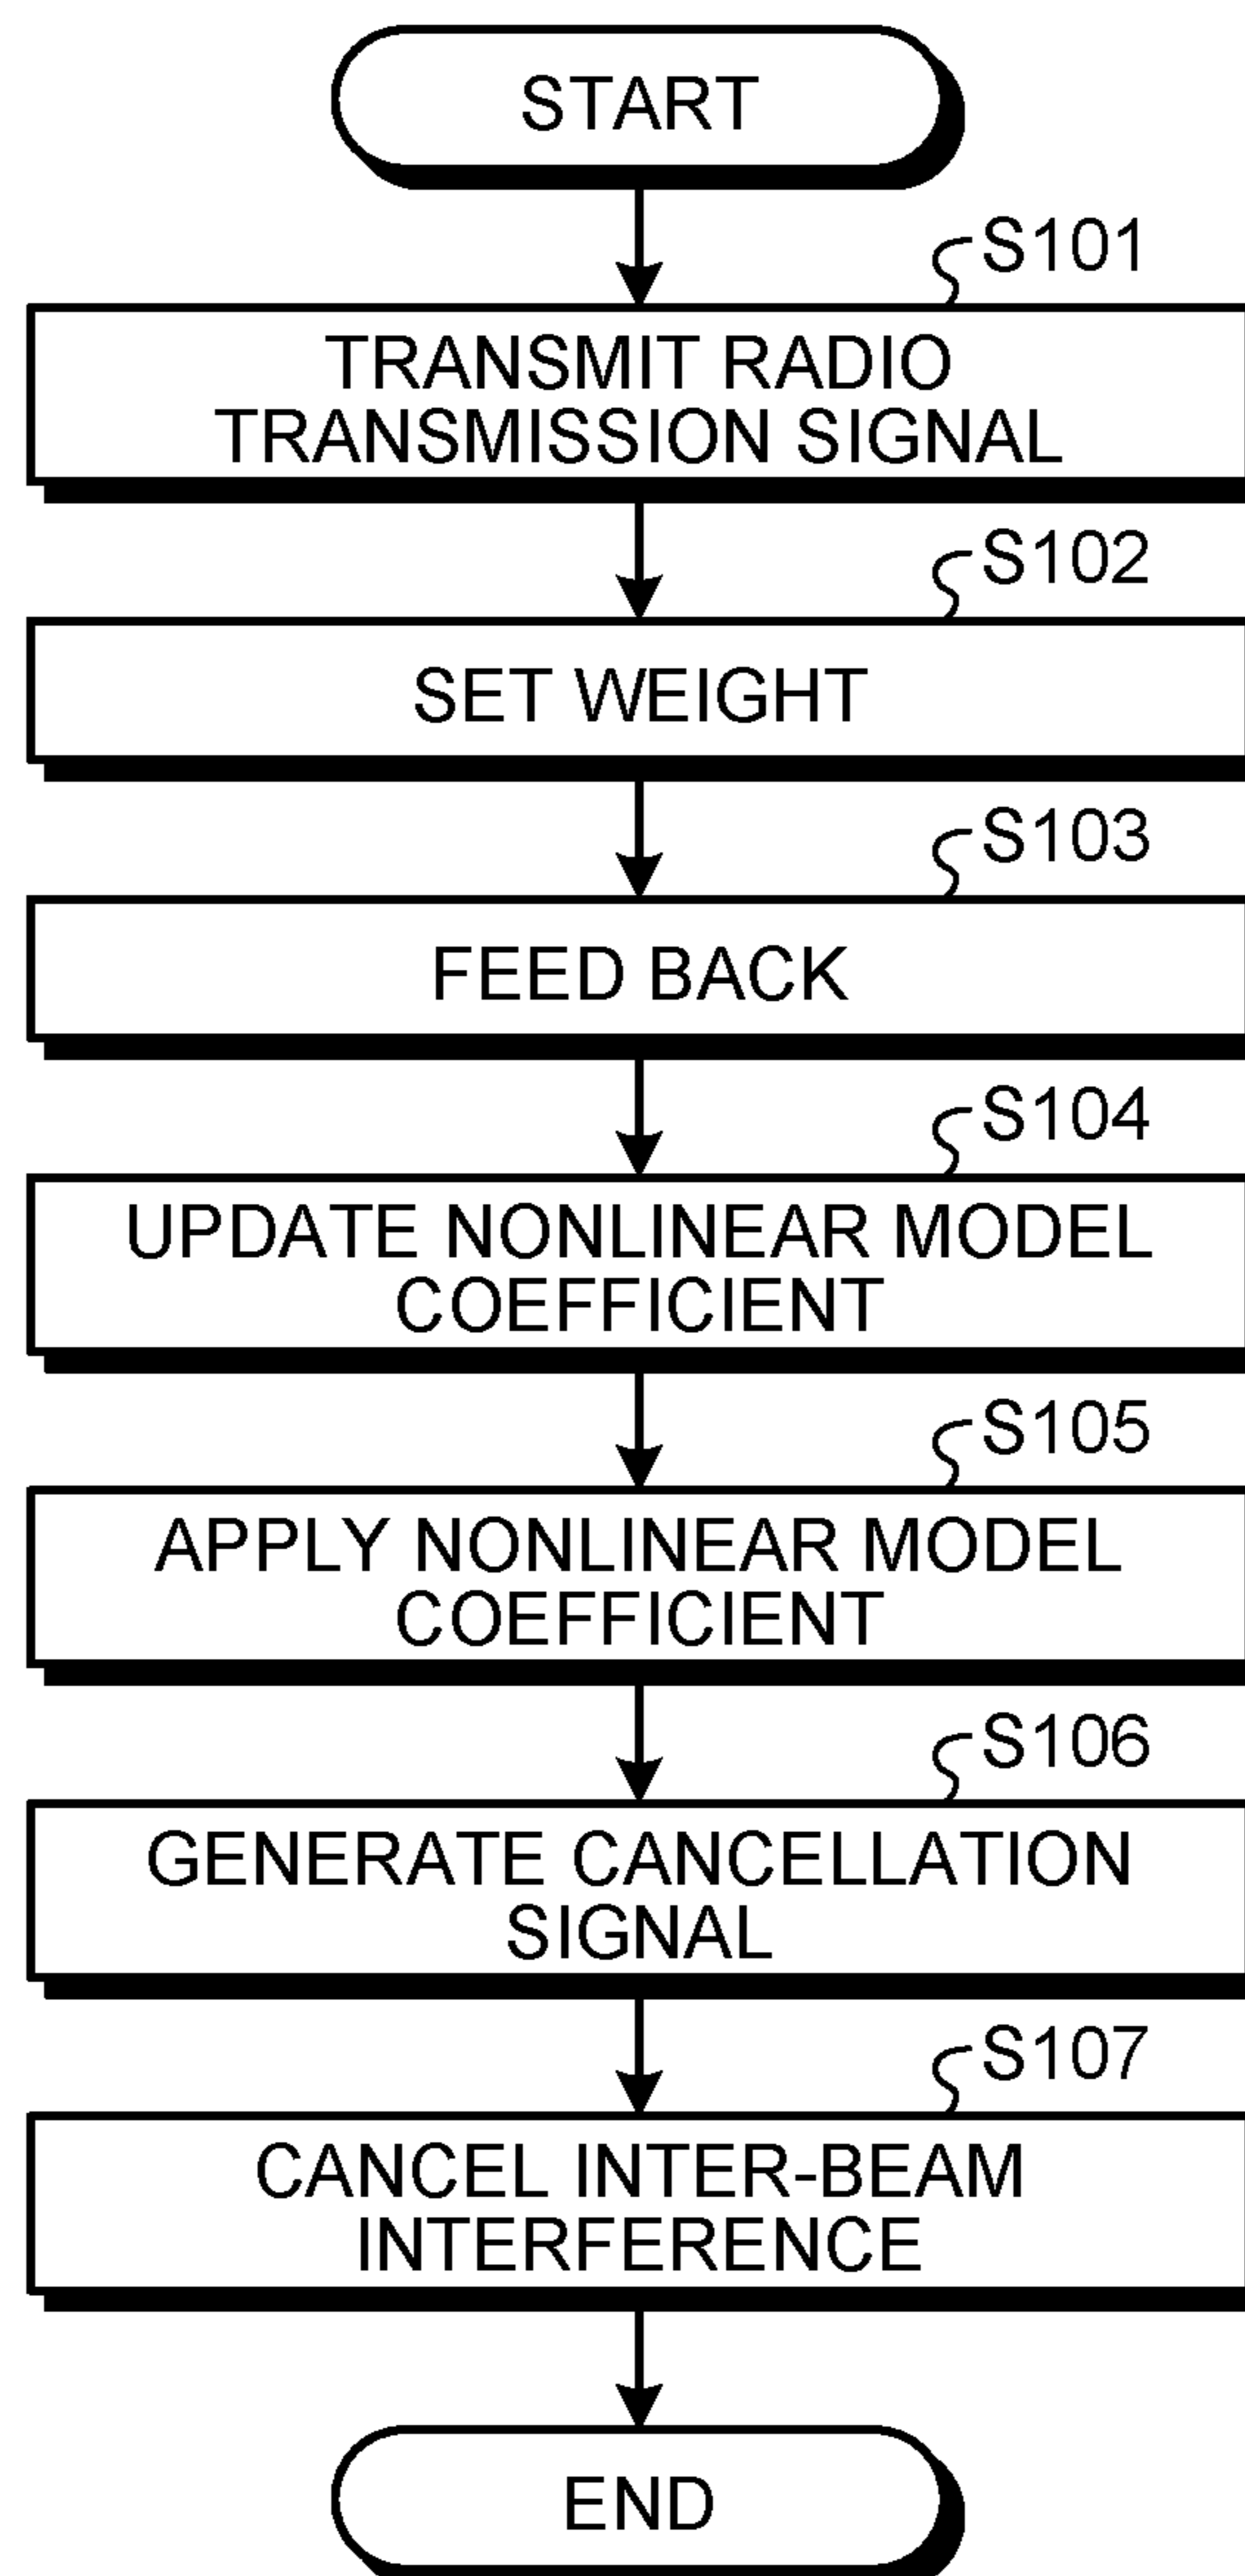 START
S101
TRANSMIT RADIO
TRANSMISSION SIGNAL
S102
SET WEIGHT
S103
FEED BACK
S104
UPDATE NONLINEAR MODEL
COEFFICIENT
S105
APPLY NONLINEAR MODEL
COEFFICIENT
S106
GENERATE CANCELLATION
SIGNAL
S107
CANCEL INTER-BEAM
INTERFERENCE
END